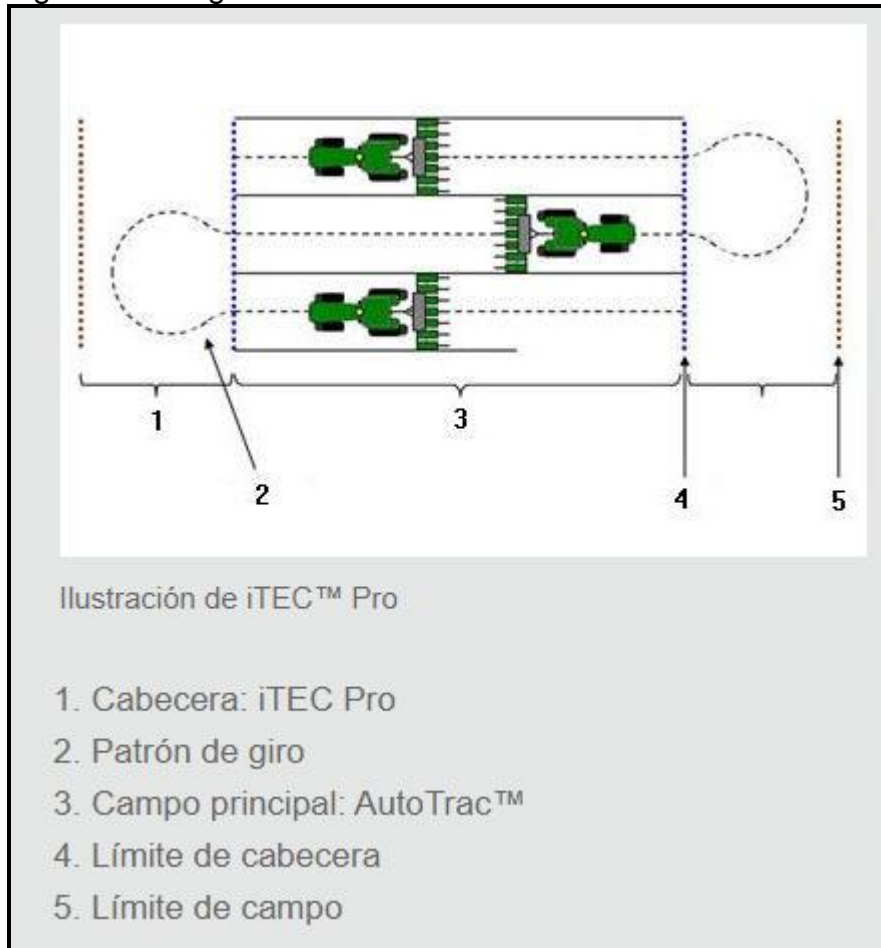 1
3
2
4
5
Ilustración de iTEC™ Pro
1. Cabecera: iTEC Pro
2. Patrón de giro
3. Campo principal: AutoTrac™
4. Límite de cabecera
5. Límite de campo